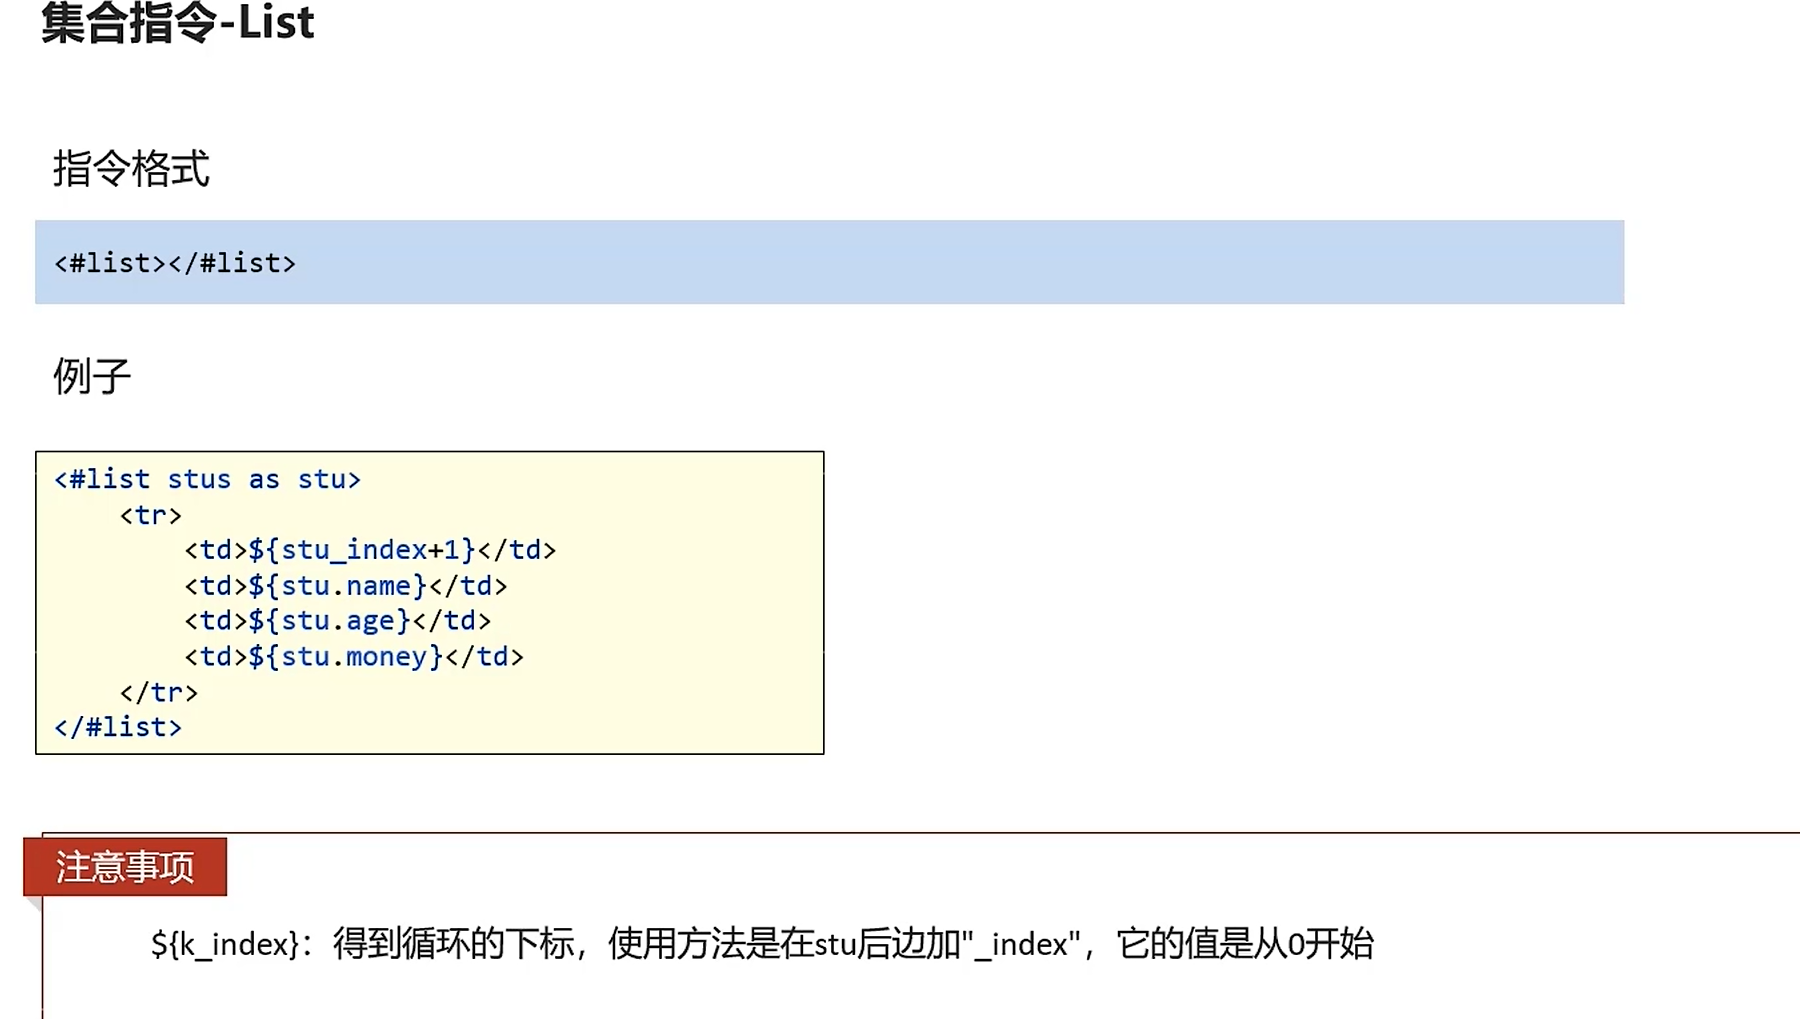 集合指令-List
指令格式
<#list></#list>
例子
<#list stus as stu>
    <tr>
        <td>${stu_index+1}</td>
        <td>${stu.name}</td>
        <td>${stu.age}</td>
        <td>${stu.money}</td>
    </tr>
</#list>
注意事项
${k_index}：得到循环的下标，使用方法是在stu后边加"_index"，它的值是从0开始